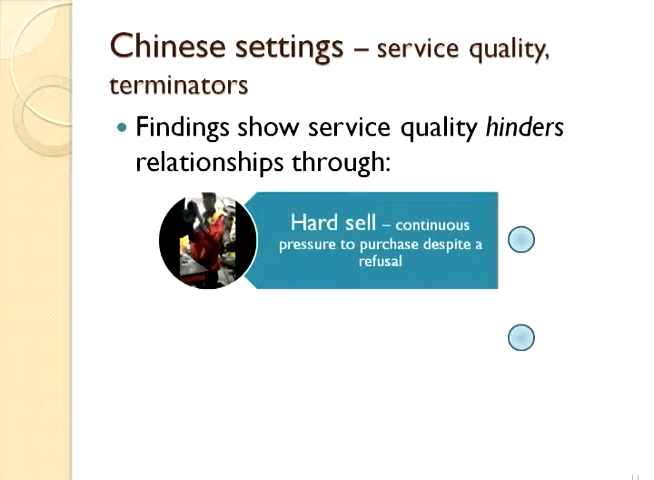 Chinese settings – service quality,
terminators
• Findings show service quality hinders
relationships through:
Hard sell – continuous
pressure to purchase despite a
refusal
11